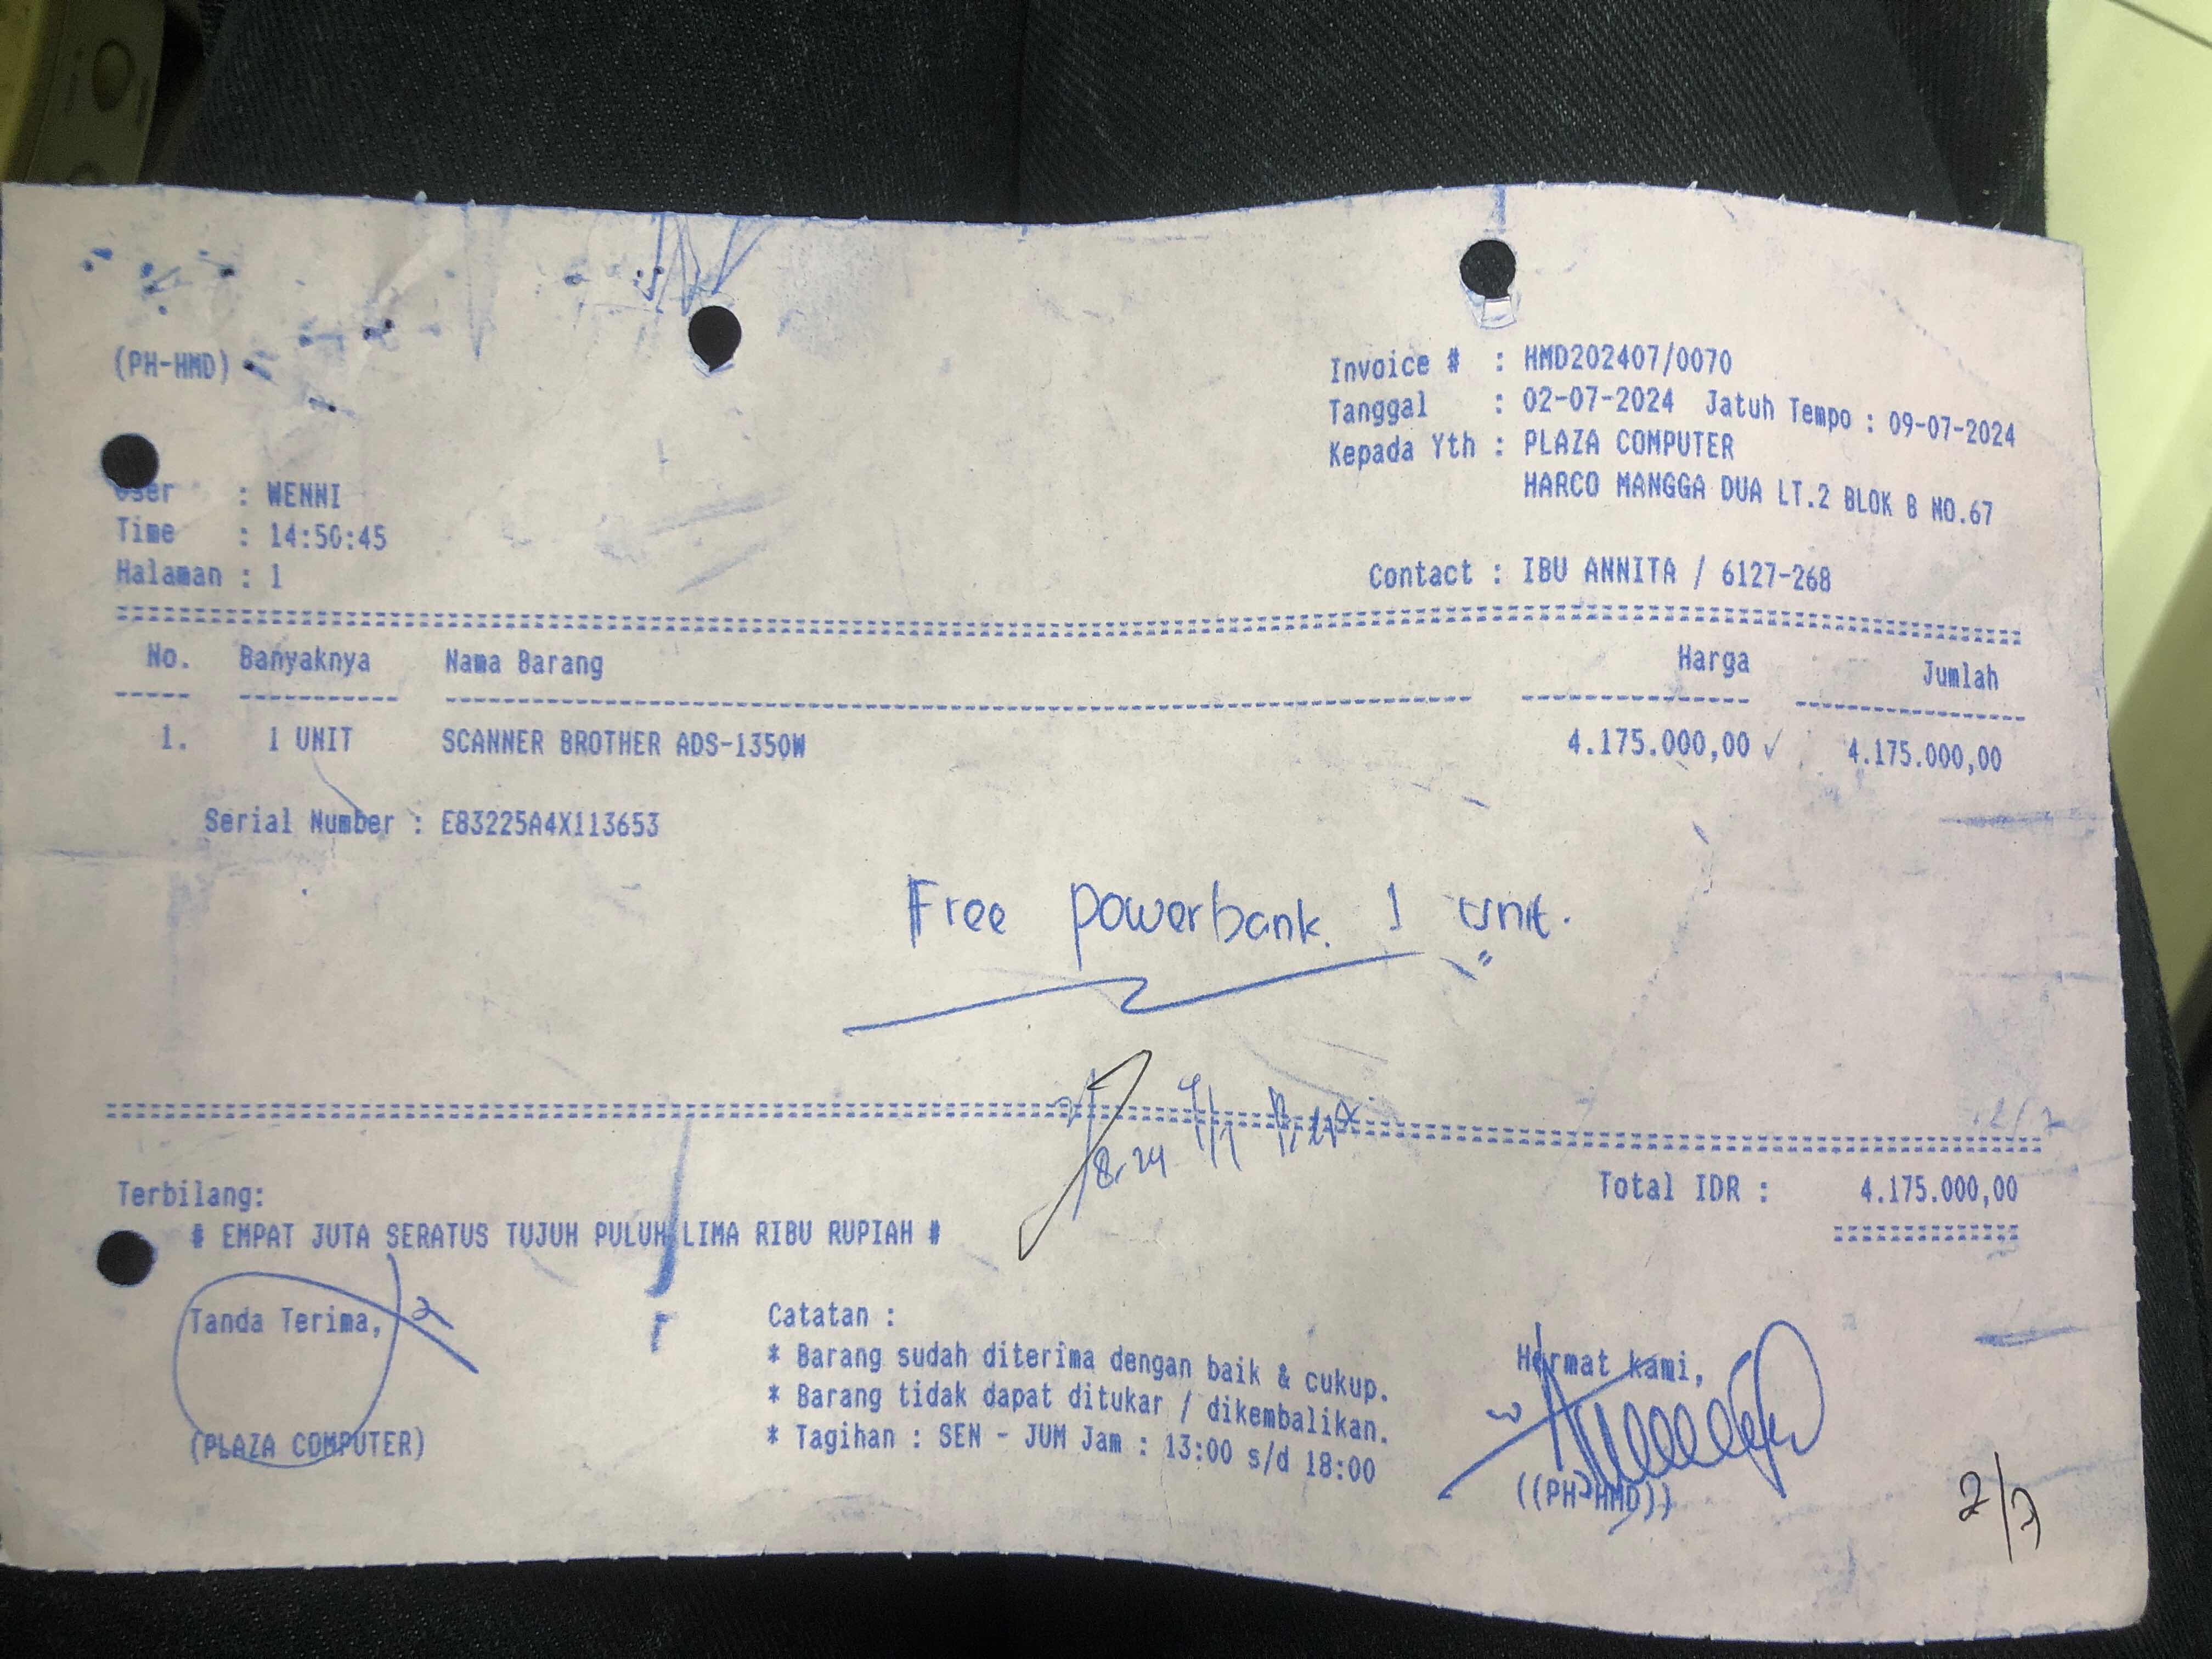 (PH-HMD)
Invoice # : HMD202407/0070
Tanggal : 02-07-2024 Jatuh Tempo : 09-07-2024
Kepada Yth : PLAZA COMPUTER
HARCO MANGGA DUA LT.2 BLOK B NO.67
User : WENNI
Time : 14:50:45
Halaman : 1
Contact : IBU ANNITA / 6127-268
No. Banyaknya Nama Barang Harga Jumlah
1. 1 UNIT SCANNER BROTHER ADS-1350W 4.175.000,00 ✓ 4.175.000,00
Serial Number : E83225A4X113653
Free powerbank. 1 Unit.
Total IDR : 4.175.000,00
Terbilang:
# EMPAT JUTA SERATUS TUJUH PULUH LIMA RIBU RUPIAH #
Tanda Terima,
(PLAZA COMPUTER)
Catatan :
* Barang sudah diterima dengan baik & cukup.
* Barang tidak dapat ditukar / dikembalikan.
* Tagihan : SEN - JUM Jam : 13:00 s/d 18:00
Hormat kami,
((PH-HMD))
2/7